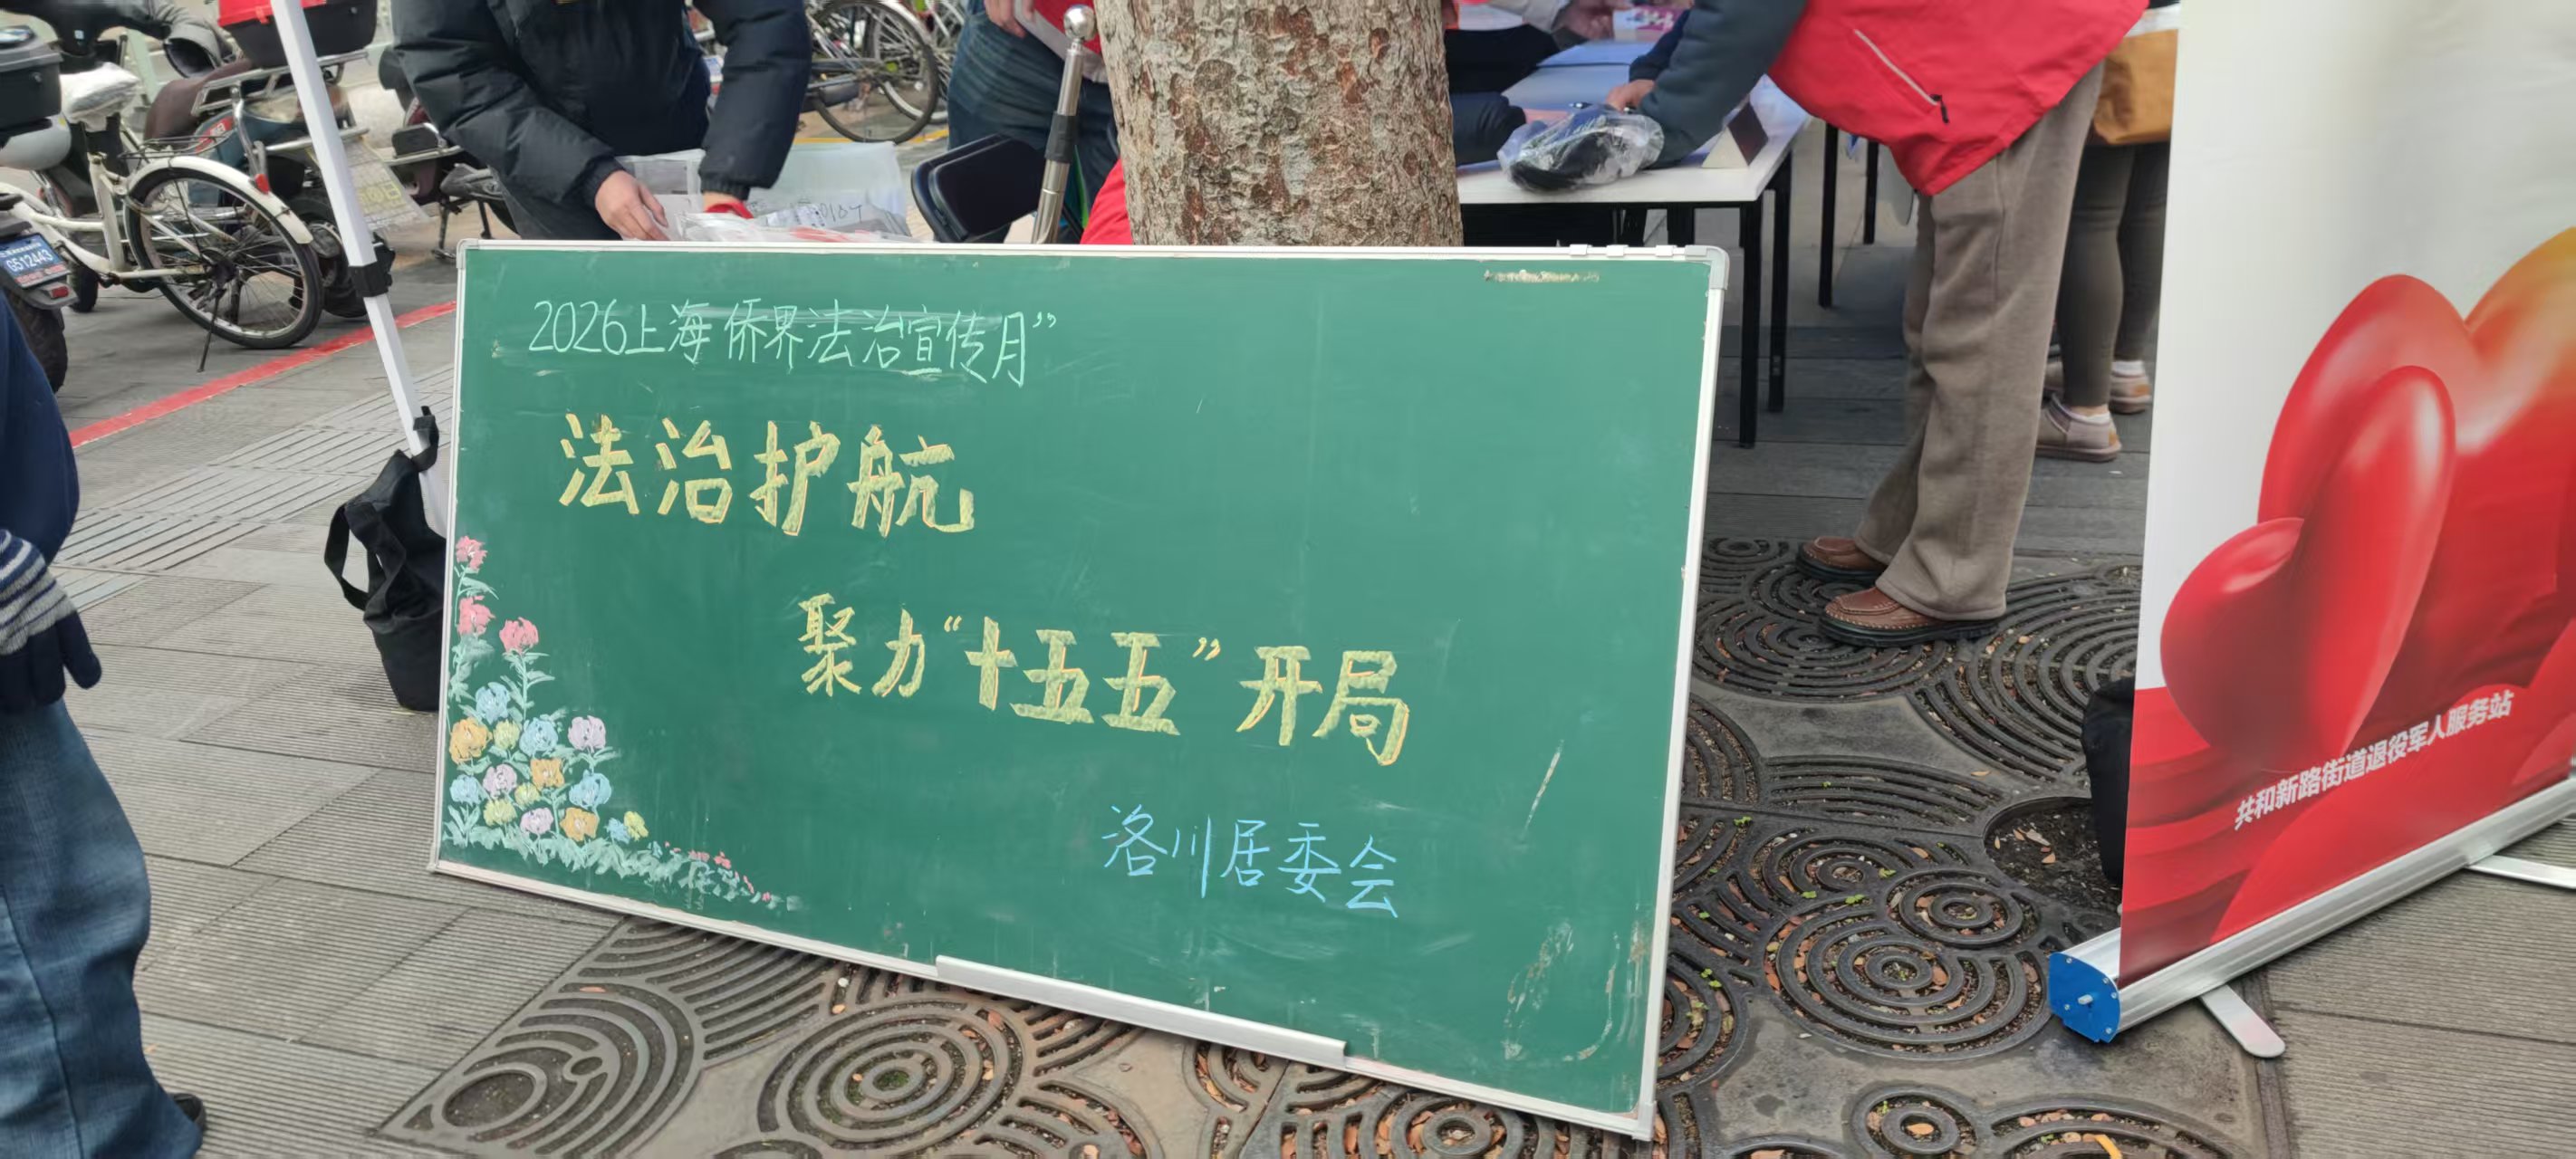 2026上海侨界法治宣传月”
法治护航
聚力“十五五”开局
洛川居委会
共和新路街道退役军人服务站
G512443